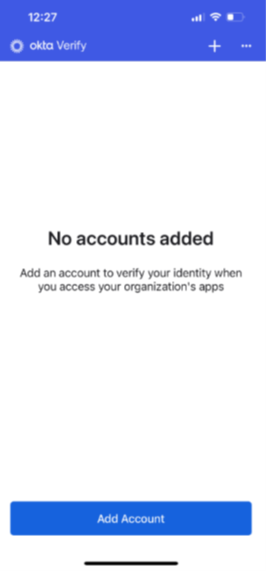 12:27
okta Verify
No accounts added
Add an account to verify your identity when
you access your organization's apps
Add Account